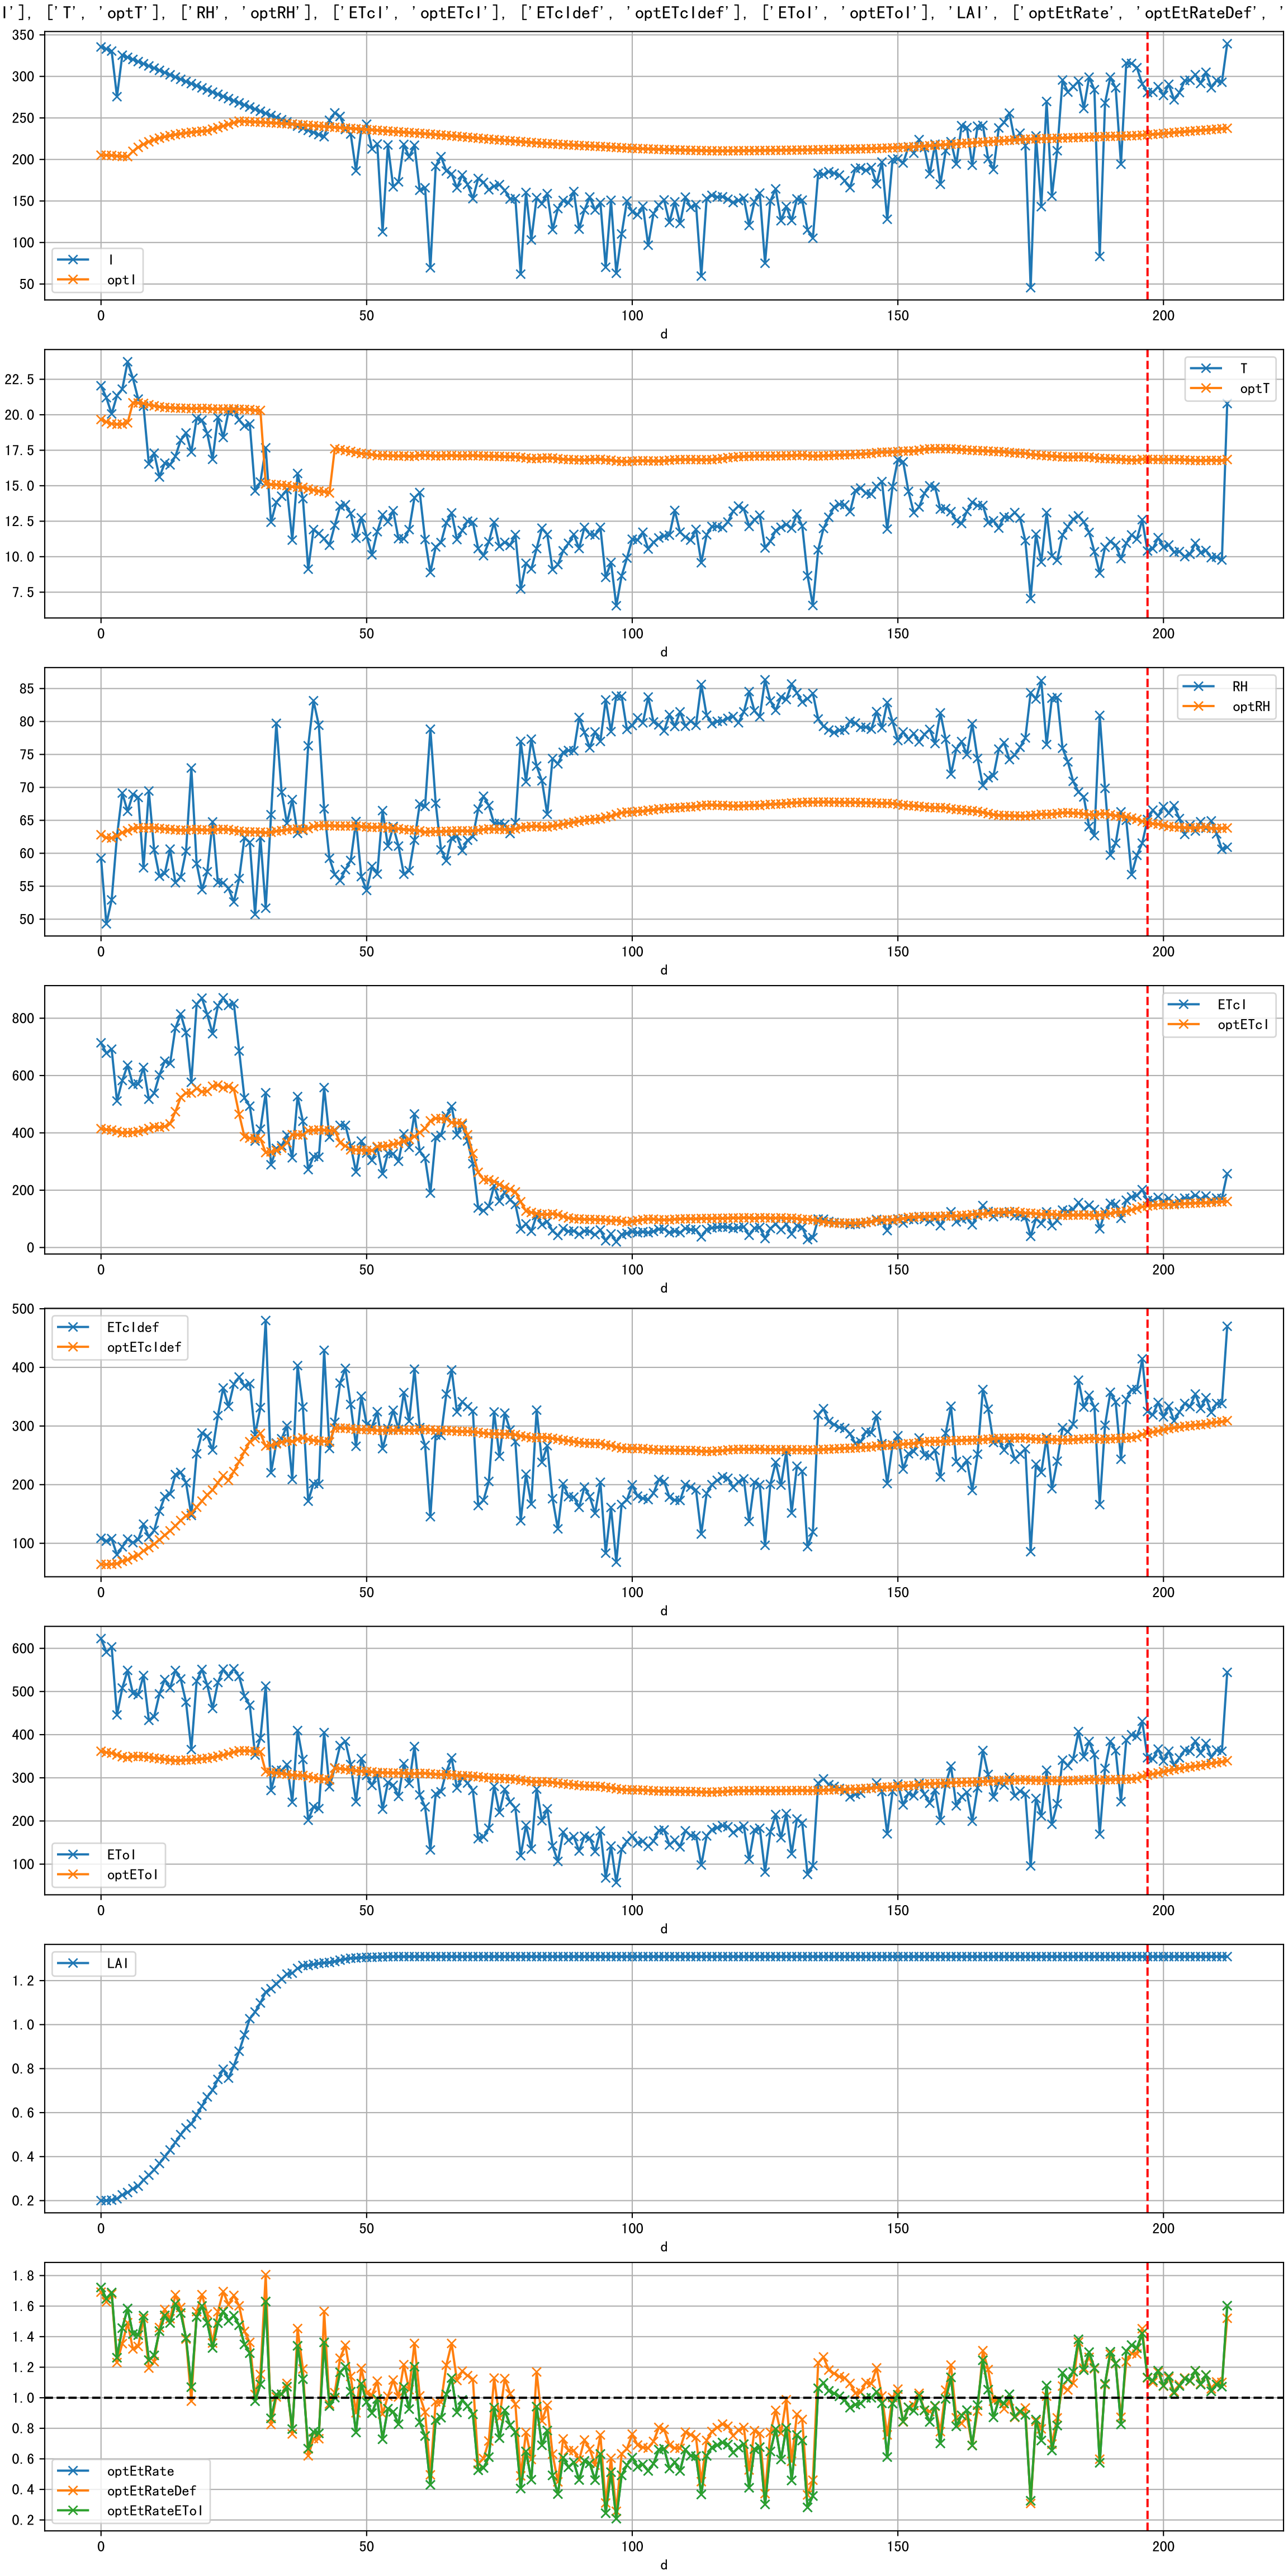 I'], ['T', 'optT'], ['RH', 'optRH'], ['ETcI', 'optETcI'], ['ETcIdef', 'optETcIdef'], ['EToI', 'optEToI'], 'LAI', ['optEtRate', 'optEtRateDef', '
350
300
250
200
150
100
50
I
optI
0 50 100 150 200
d
22.5
20.0
17.5
15.0
12.5
10.0
7.5
T
optT
0 50 100 150 200
d
85
80
75
70
65
60
55
50
RH
optRH
0 50 100 150 200
d
800
600
400
200
0
ETcI
optETcI
0 50 100 150 200
d
500
400
300
200
100
ETcIdef
optETcIdef
0 50 100 150 200
d
600
500
400
300
200
100
EToI
optEToI
0 50 100 150 200
d
1.2
1.0
0.8
0.6
0.4
0.2
LAI
0 50 100 150 200
d
1.8
1.6
1.4
1.2
1.0
0.8
0.6
0.4
0.2
optEtRate
optEtRateDef
optEtRateEToI
0 50 100 150 200
d